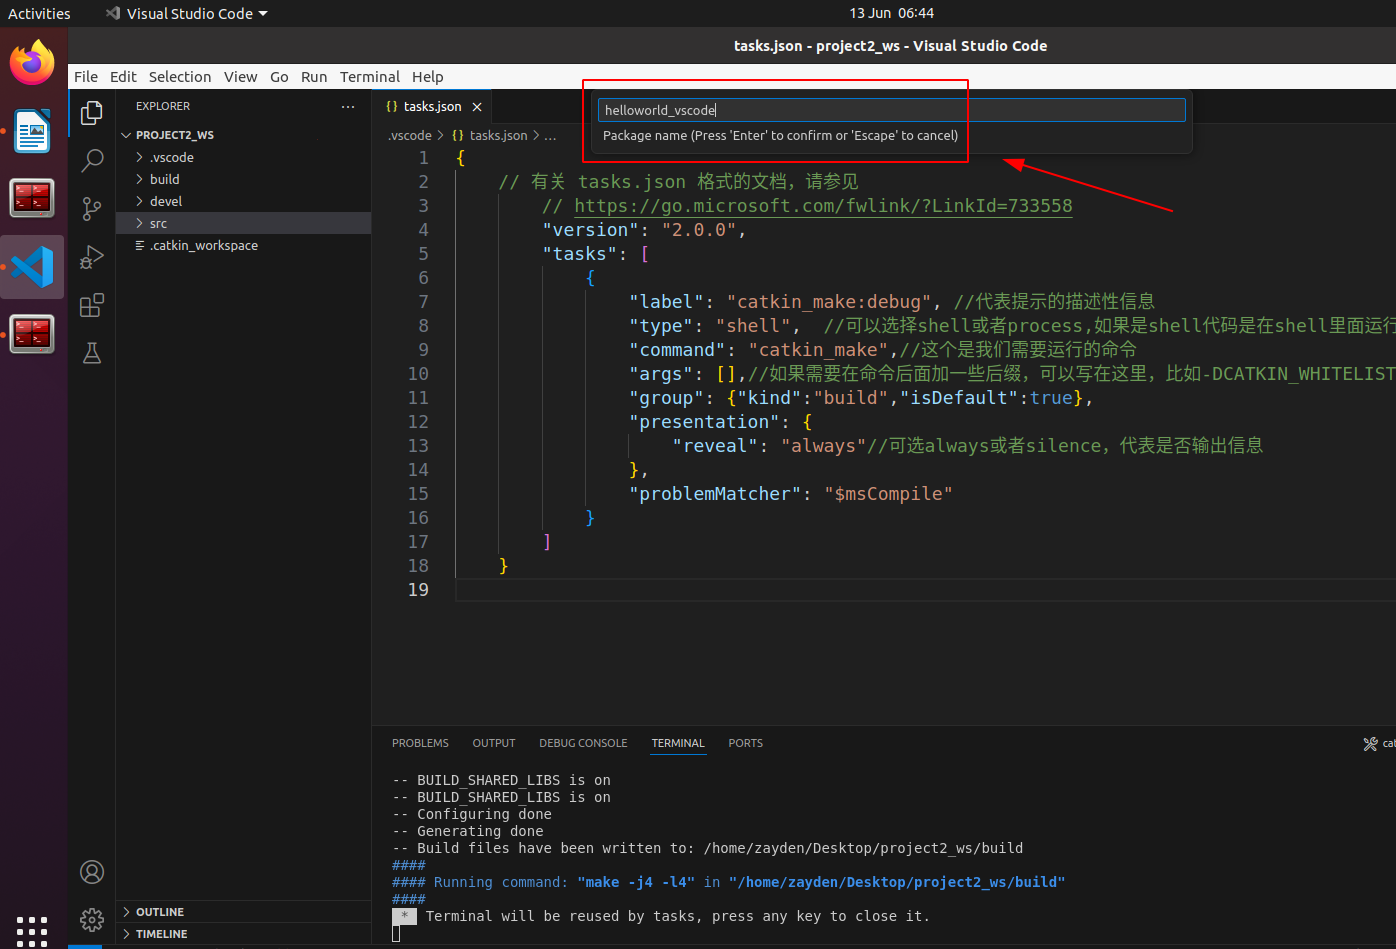 Activities
Visual Studio Code
13 Jun 06:44
tasks.json - project2_ws - Visual Studio Code
File Edit Selection View Go Run Terminal Help
EXPLORER
···
{} tasks.json ×
helloworld_vscode
Package name (Press 'Enter' to confirm or 'Escape' to cancel)
PROJECT2_WS
.vscode
build
devel
src
.catkin_workspace
.vscode > {} tasks.json > ...
1 {
2 // 有关 tasks.json 格式的文档，请参见
3 // https://go.microsoft.com/fwlink/?LinkId=733558
4 "version": "2.0.0",
5 "tasks": [
6 {
7 "label": "catkin_make:debug", //代表提示的描述性信息
8 "type": "shell", //可以选择shell或者process,如果是shell代码是在shell里面运行
9 "command": "catkin_make",//这个是我们需要运行的命令
10 "args": [],//如果需要在命令后面加一些后缀，可以写在这里，比如-DCATKIN_WHITELIST
11 "group": {"kind":"build","isDefault":true},
12 "presentation": {
13 "reveal": "always"//可选always或者silence，代表是否输出信息
14 },
15 "problemMatcher": "$msCompile"
16 }
17 ]
18 }
19
PROBLEMS OUTPUT DEBUG CONSOLE TERMINAL PORTS
cat
-- BUILD_SHARED_LIBS is on
-- BUILD_SHARED_LIBS is on
-- Configuring done
-- Generating done
-- Build files have been written to: /home/zayden/Desktop/project2_ws/build
####
#### Running command: "make -j4 -l4" in "/home/zayden/Desktop/project2_ws/build"
####
* Terminal will be reused by tasks, press any key to close it.
OUTLINE
TIMELINE